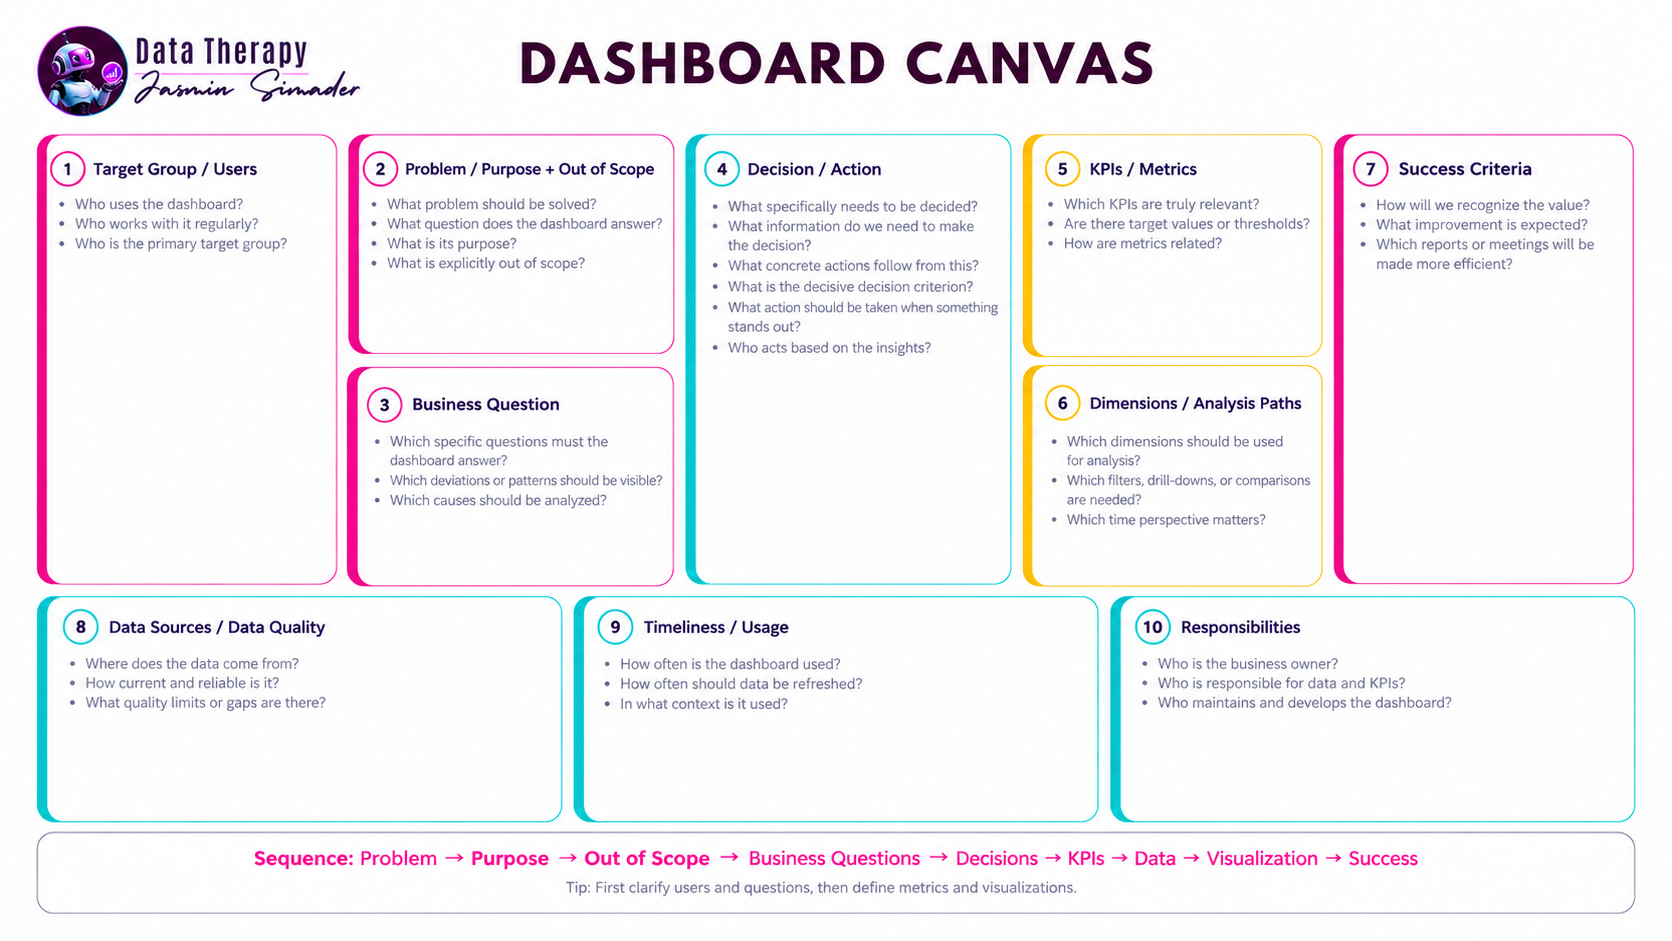 Data Therapy
Jasmin Simader
DASHBOARD CANVAS
1 Target Group / Users
• Who uses the dashboard?
• Who works with it regularly?
• Who is the primary target group?
2 Problem / Purpose + Out of Scope
• What problem should be solved?
• What question does the dashboard answer?
• What is its purpose?
• What is explicitly out of scope?
3 Business Question
• Which specific questions must the
dashboard answer?
• Which deviations or patterns should be visible?
• Which causes should be analyzed?
4 Decision / Action
• What specifically needs to be decided?
• What information do we need to make
the decision?
• What concrete actions follow from this?
• What is the decisive decision criterion?
• What action should be taken when something
stands out?
• Who acts based on the insights?
5 KPIs / Metrics
• Which KPIs are truly relevant?
• Are there target values or thresholds?
• How are metrics related?
6 Dimensions / Analysis Paths
• Which dimensions should be used
for analysis?
• Which filters, drill-downs, or comparisons
are needed?
• Which time perspective matters?
7 Success Criteria
• How will we recognize the value?
• What improvement is expected?
• Which reports or meetings will be
made more efficient?
8 Data Sources / Data Quality
• Where does the data come from?
• How current and reliable is it?
• What quality limits or gaps are there?
9 Timeliness / Usage
• How often is the dashboard used?
• How often should data be refreshed?
• In what context is it used?
10 Responsibilities
• Who is the business owner?
• Who is responsible for data and KPIs?
• Who maintains and develops the dashboard?
Sequence: Problem → Purpose → Out of Scope → Business Questions → Decisions → KPIs → Data → Visualization → Success
Tip: First clarify users and questions, then define metrics and visualizations.